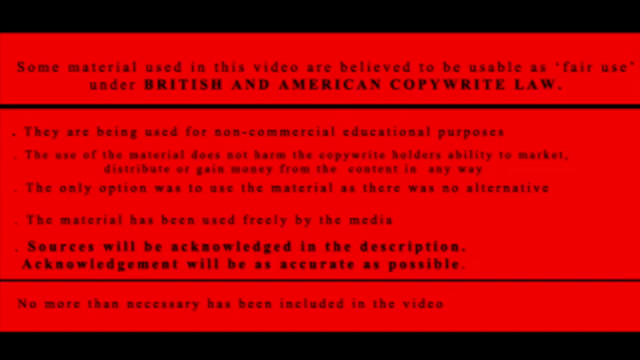 Some material used in this video are believed to be usable as 'fair use'
under BRITISH AND AMERICAN COPYWRITE LAW.
. They are being used for non-commercial educational purposes
. The use of the material does not harm the copywrite holders ability to market,
distribute or gain money from the content in any way
. The only option was to use the material as there was no alternative
. The material has been used freely by the media
. Sources will be acknowledged in the description.
Acknowledgement will be as accurate as possible.
No more than necessary has been included in the video